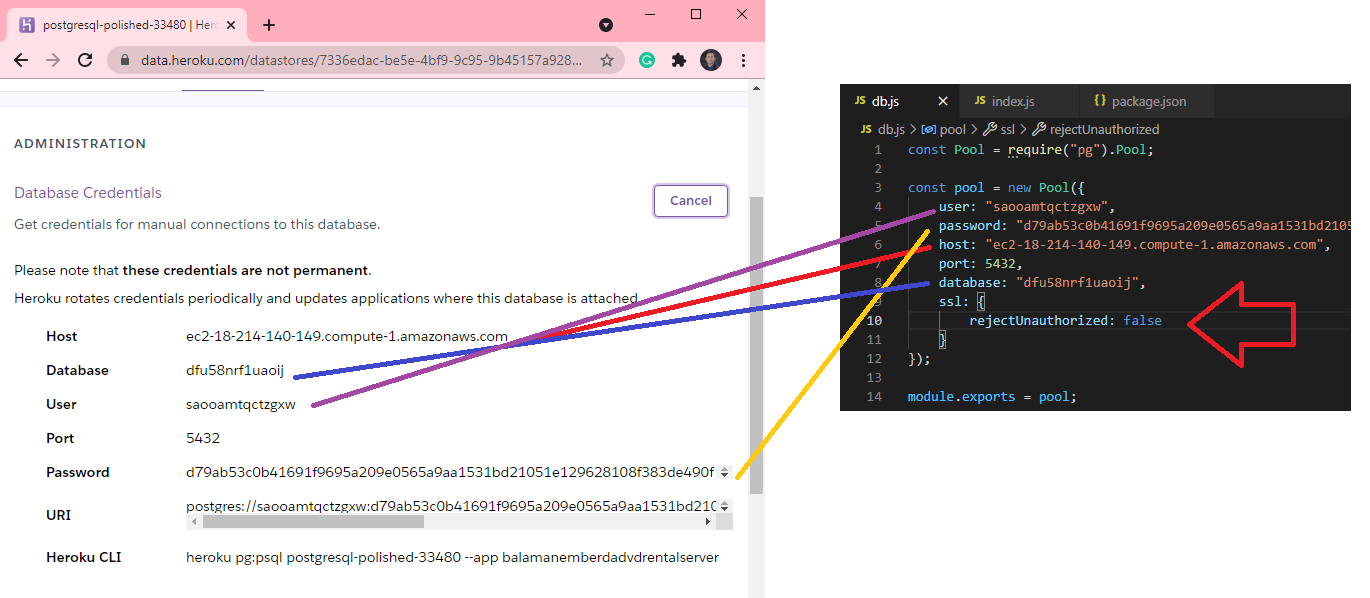 postgresql-polished-33480 | Hero
data.heroku.com/datastores/7336edac-be5e-4bf9-9c95-9b45157a928...
ADMINISTRATION
Database Credentials
Cancel
Get credentials for manual connections to this database.
Please note that these credentials are not permanent.
Heroku rotates credentials periodically and updates applications where this database is attached.
Host ec2-18-214-140-149.compute-1.amazonaws.com
Database dfu58nrf1uaoij
User saooamtqctzgxw
Port 5432
Password d79ab53c0b41691f9695a209e0565a9aa1531bd21051e129628108f383de490f
URI postgres://saooamtqctzgxw:d79ab53c0b41691f9695a209e0565a9aa1531bd210
Heroku CLI heroku pg:psql postgresql-polished-33480 --app balamanemberdadvdrentalserver
JS db.js JS index.js {} package.json
JS db.js > pool > ssl > rejectUnauthorized
1 const Pool = require("pg").Pool;
2
3 const pool = new Pool({
4 user: "saooamtqctzgxw",
5 password: "d79ab53c0b41691f9695a209e0565a9aa1531bd2105
6 host: "ec2-18-214-140-149.compute-1.amazonaws.com",
7 port: 5432,
8 database: "dfu58nrf1uaoij",
9 ssl: {
10 rejectUnauthorized: false
11 }
12 });
13
14 module.exports = pool;